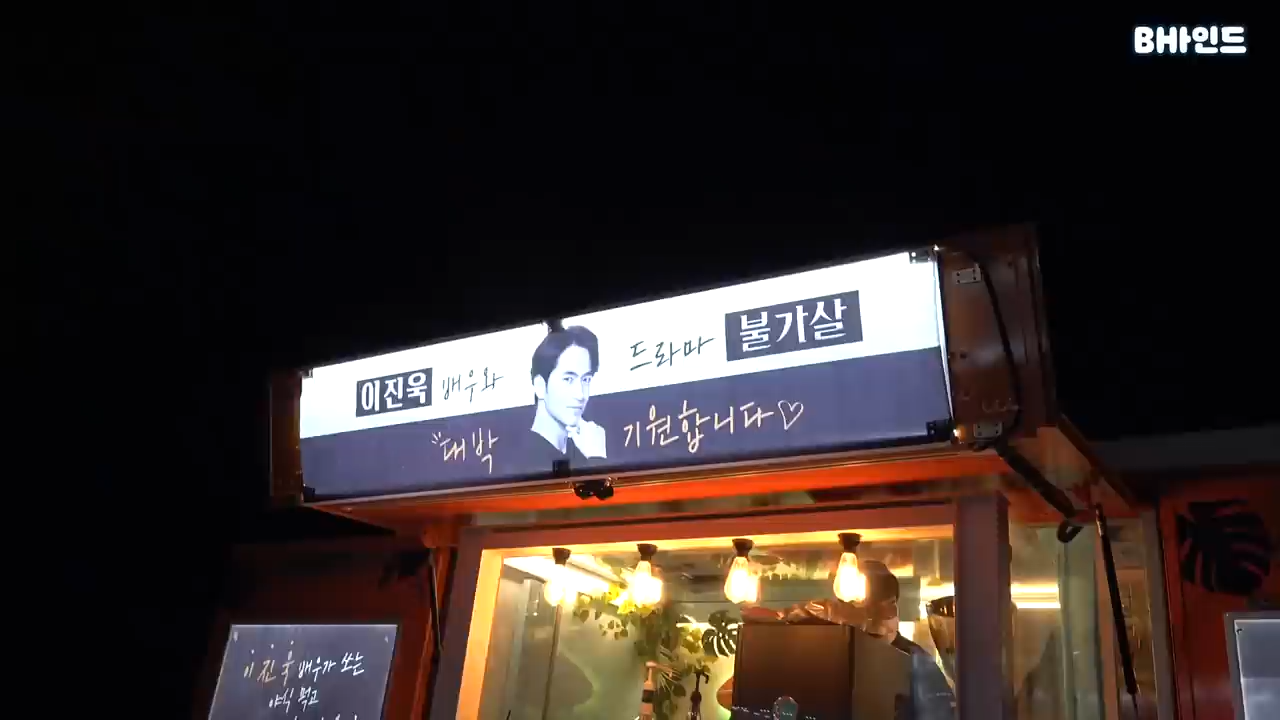 BH바인드
이진욱 배우와 드라마 불가살
"대박 기원합니다♡
이진욱 배우가 쏘는
야식 먹고